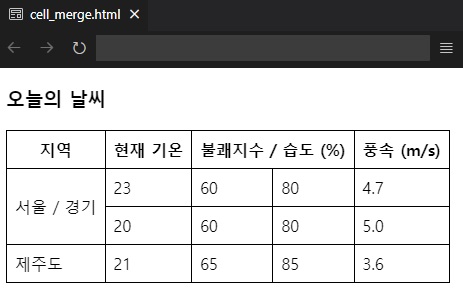 cell_merge.html
오늘의 날씨
지역 현재 기온 불쾌지수 / 습도 (%) 풍속 (m/s)
서울 / 경기 23 60 80 4.7
20 60 80 5.0
제주도 21 65 85 3.6